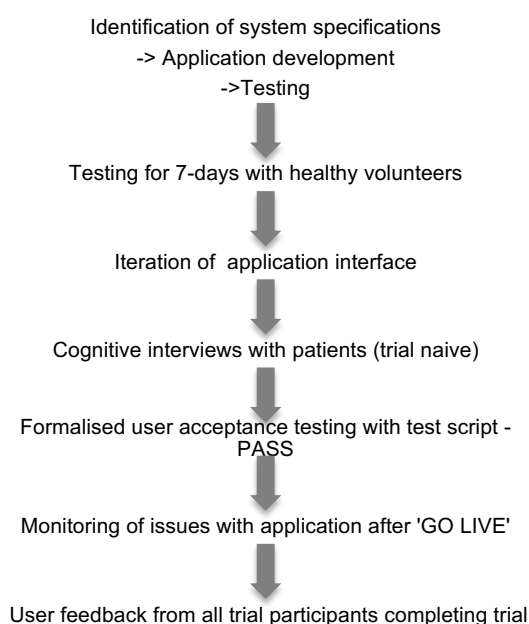 Identification of system specifications
-> Application development
->Testing
Testing for 7-days with healthy volunteers
Iteration of application interface
Cognitive interviews with patients (trial naive)
Formalised user acceptance testing with test script -
PASS
Monitoring of issues with application after 'GO LIVE'
User feedback from all trial participants completing trial